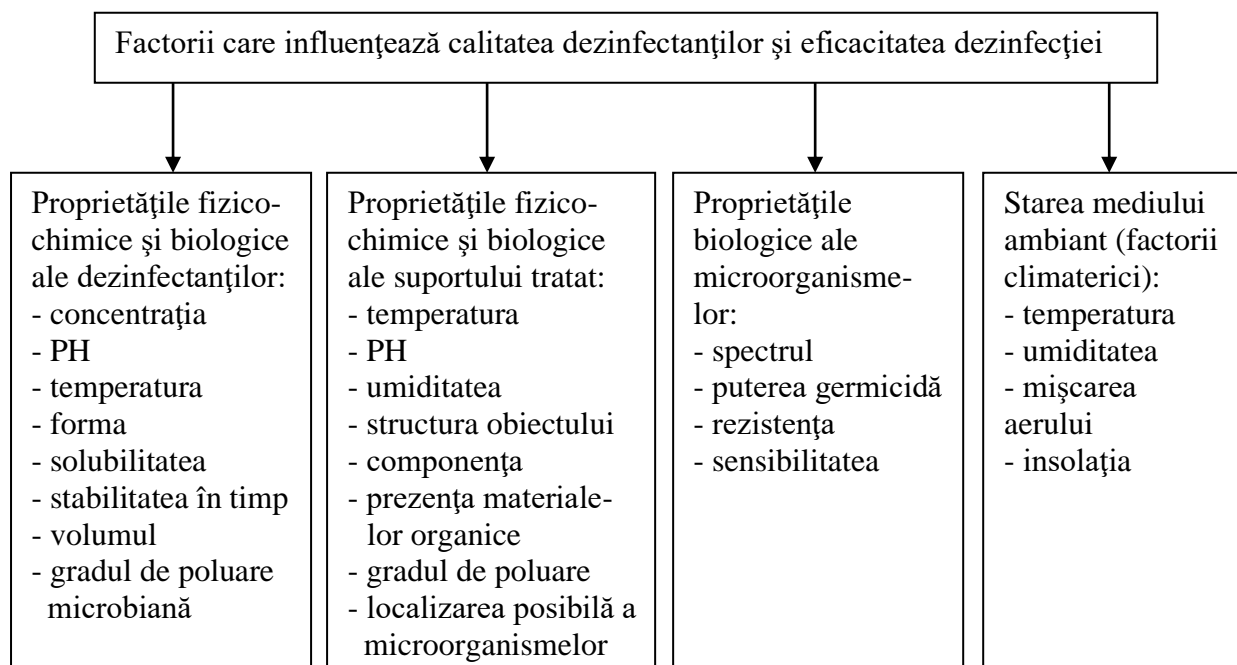 Factorii care influenţează calitatea dezinfectanţilor şi eficacitatea dezinfecţiei
Proprietăţile fizico-
chimice şi biologice
ale dezinfectanţilor:
- concentraţia
- PH
- temperatura
- forma
- solubilitatea
- stabilitatea în timp
- volumul
- gradul de poluare
microbiană
Proprietăţile fizico-
chimice şi biologice
ale suportului tratat:
- temperatura
- PH
- umiditatea
- structura obiectului
- componenţa
- prezenţa materiale-
lor organice
- gradul de poluare
- localizarea posibilă a
microorganismelor
Proprietăţile
biologice ale
microorganisme-
lor:
- spectrul
- puterea germicidă
- rezistenţa
- sensibilitatea
Starea mediului
ambiant (factorii
climaterici):
- temperatura
- umiditatea
- mişcarea
aerului
- insolaţia